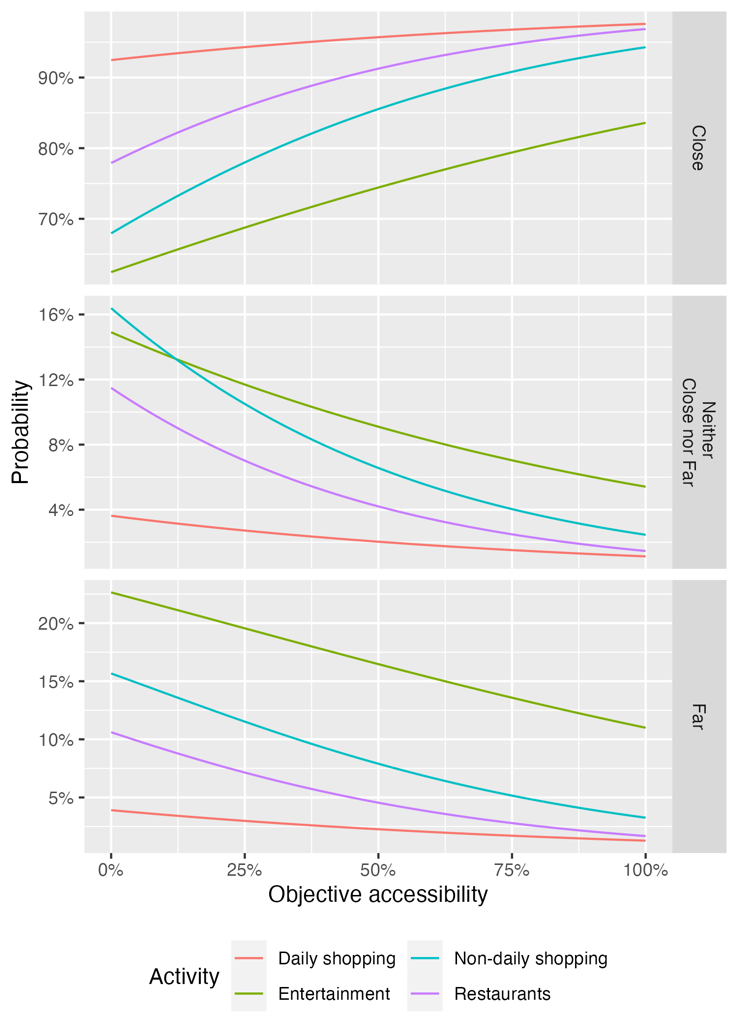 90%
80%
70%
Close
16%
12%
8%
4%
Neither
Close nor Far
Probability
20%
15%
10%
5%
Far
0% 25% 50% 75% 100%
Objective accessibility
Activity
Daily shopping
Non-daily shopping
Entertainment
Restaurants